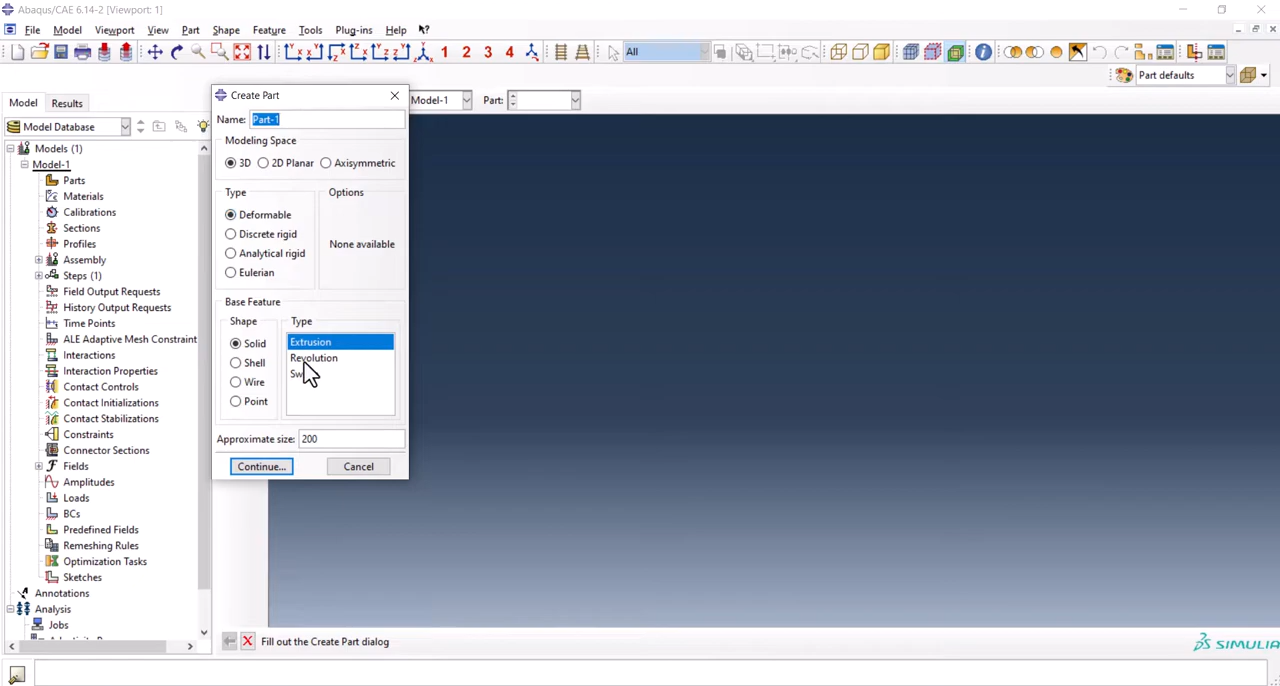 Abaqus/CAE 6.14-2 [Viewport: 1]
File Model Viewport View Part Shape Feature Tools Plug-ins Help
1 2 3 4 All
Part defaults
Model Results
Model-1 Part:
Model Database
Models (1)
Model-1
Parts
Materials
Calibrations
Sections
Profiles
Assembly
Steps (1)
Field Output Requests
History Output Requests
Time Points
ALE Adaptive Mesh Constraint
Interactions
Interaction Properties
Contact Controls
Contact Initializations
Contact Stabilizations
Constraints
Connector Sections
Fields
Amplitudes
Loads
BCs
Predefined Fields
Remeshing Rules
Optimization Tasks
Sketches
Annotations
Analysis
Jobs
Create Part
Name: Part-1
Modeling Space
3D 2D Planar Axisymmetric
Type Options
Deformable
Discrete rigid
Analytical rigid
Eulerian
None available
Base Feature
Shape Type
Solid
Shell
Wire
Point
Extrusion
Revolution
Approximate size: 200
Continue... Cancel
Fill out the Create Part dialog
SIMULIA